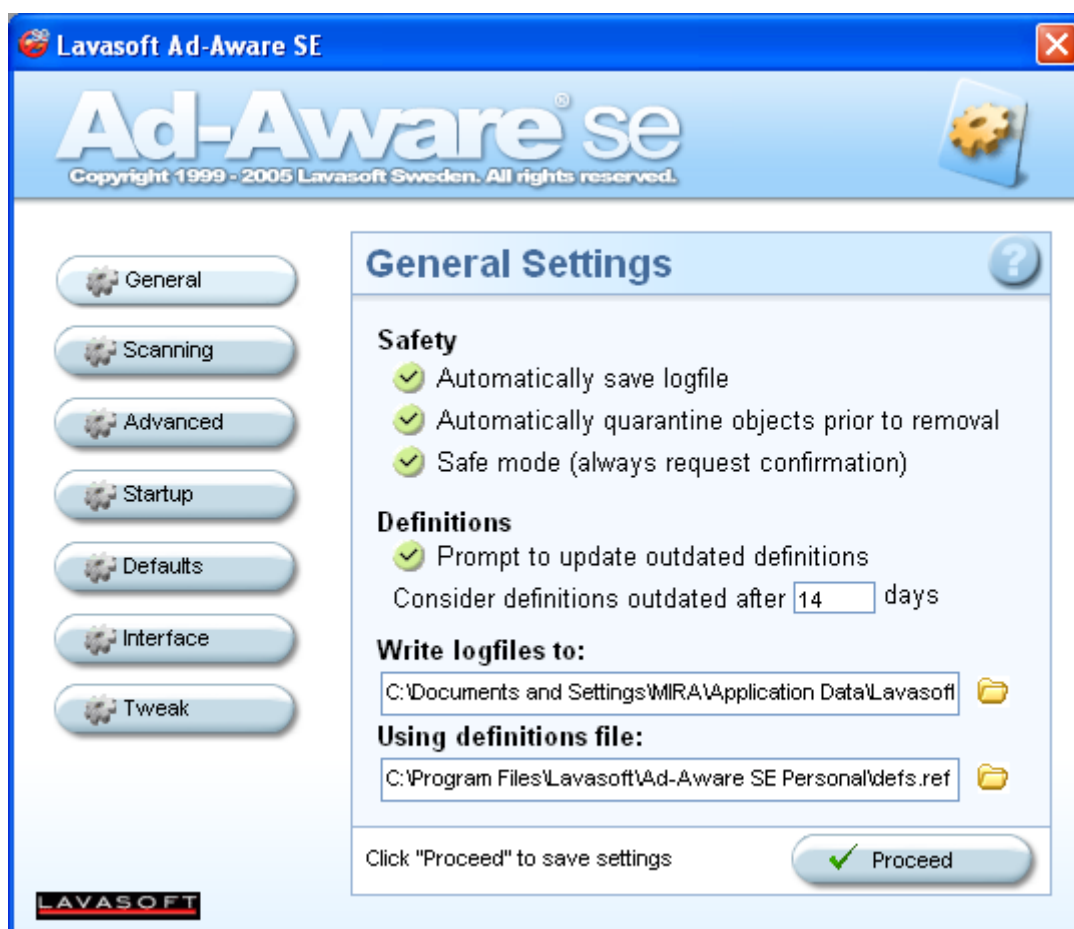 Lavasoft Ad-Aware SE
Ad-Aware® se
Copyright 1999 - 2005 Lavasoft Sweden. All rights reserved.
General
Scanning
Advanced
Startup
Defaults
Interface
Tweak
General Settings
?
Safety
Automatically save logfile
Automatically quarantine objects prior to removal
Safe mode (always request confirmation)
Definitions
Prompt to update outdated definitions
Consider definitions outdated after 14 days
Write logfiles to:
C:\Documents and Settings\MIRA\Application Data\Lavasoft
Using definitions file:
C:\Program Files\Lavasoft\Ad-Aware SE Personal\defs.ref
Click "Proceed" to save settings
Proceed
LAVASOFT